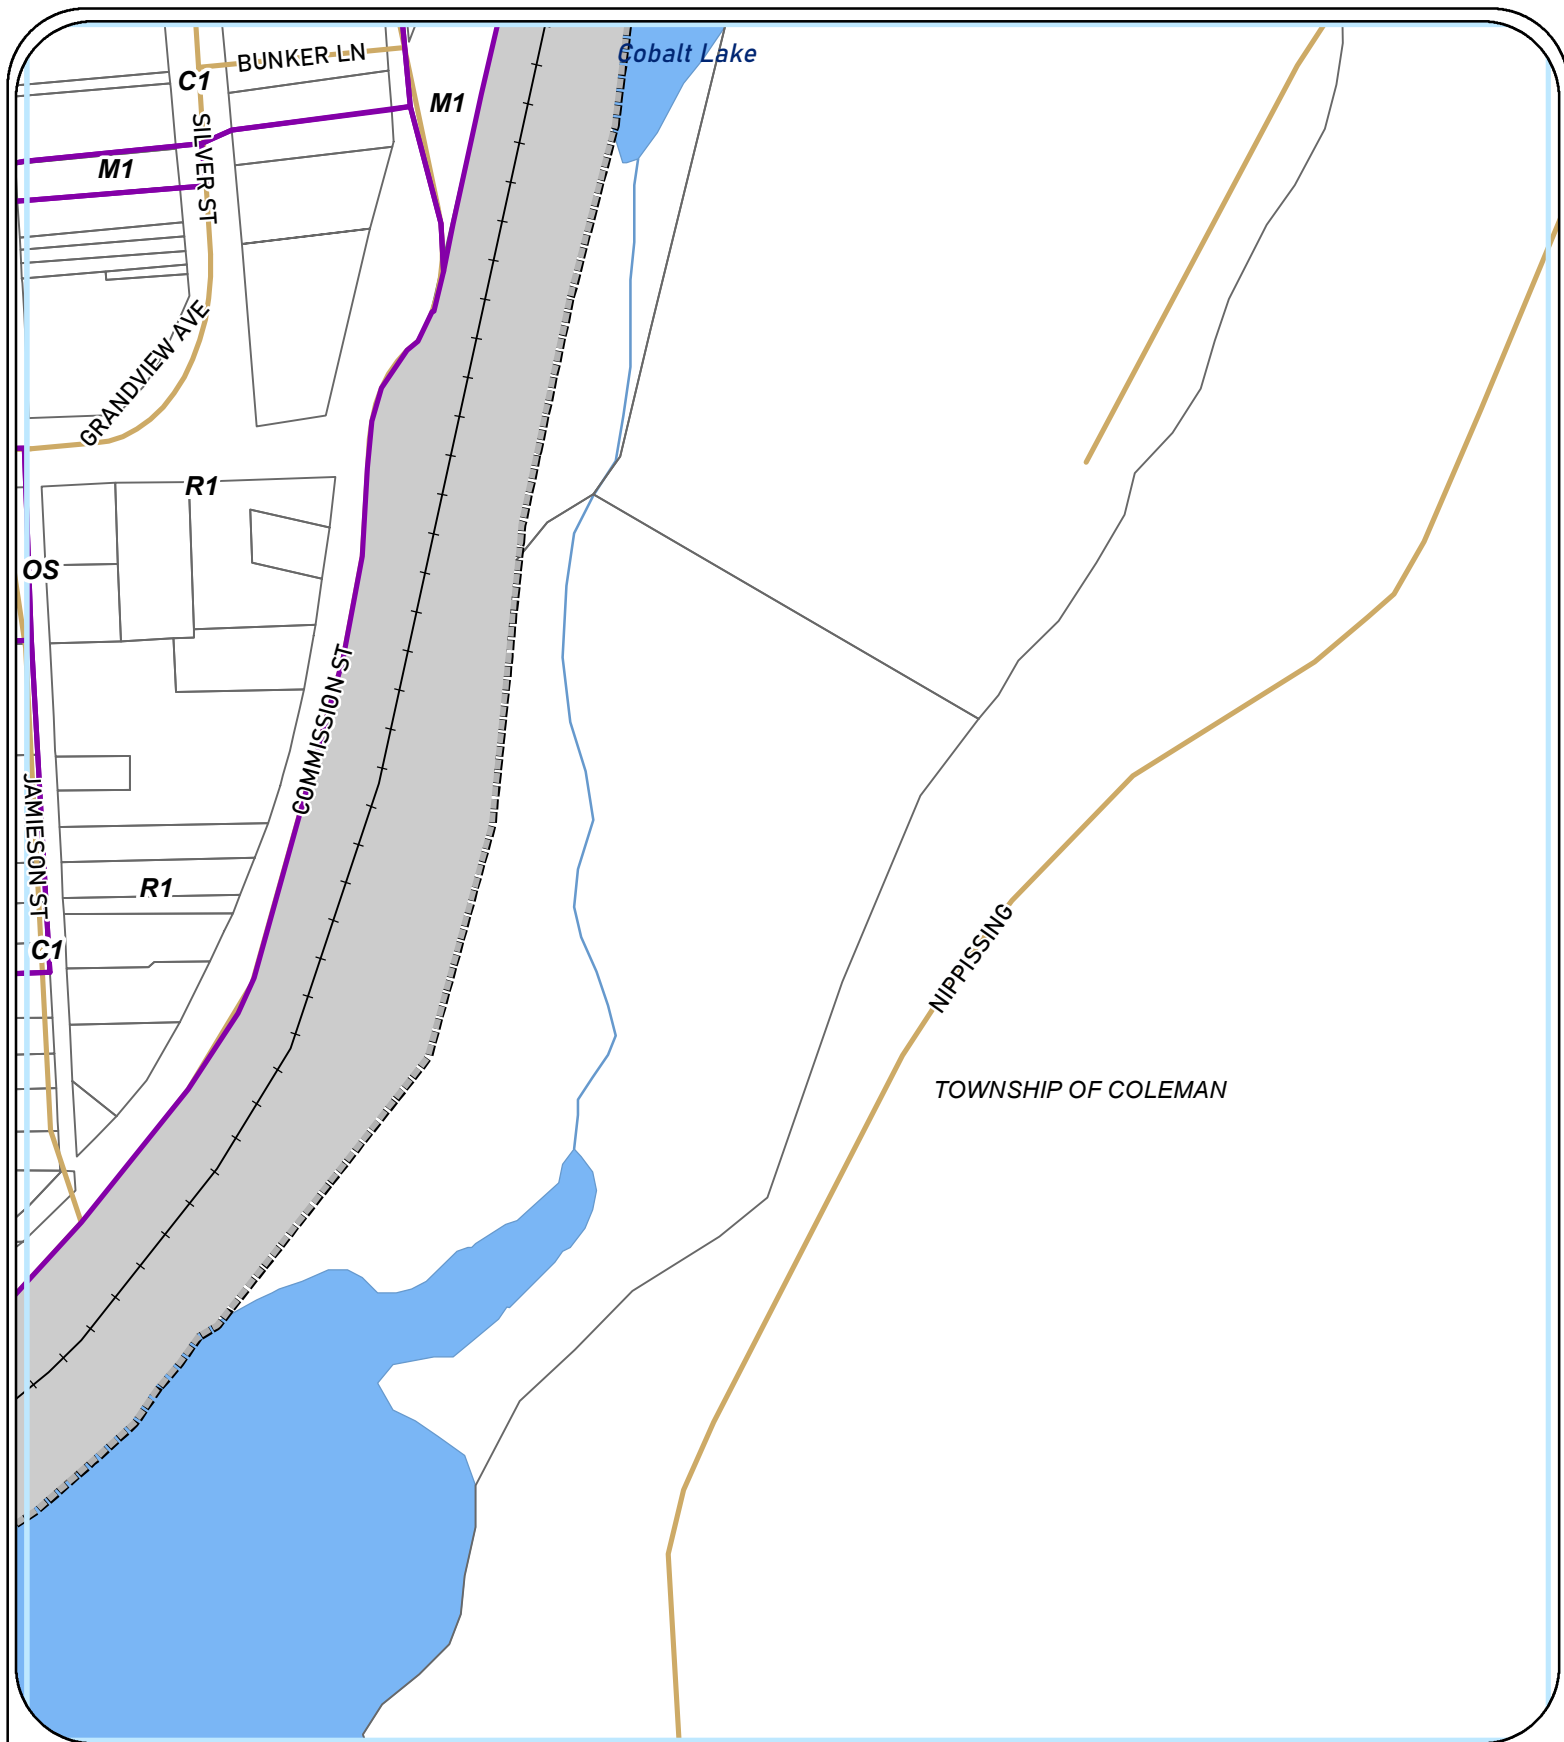 Cobalt Lake
BUNKER LN
C1
M1
SILVER ST
M1
GRANDVIEW AVE
R1
OS
COMMISSION ST
JAMIESON ST
R1
C1
NIPPISSING
TOWNSHIP OF COLEMAN